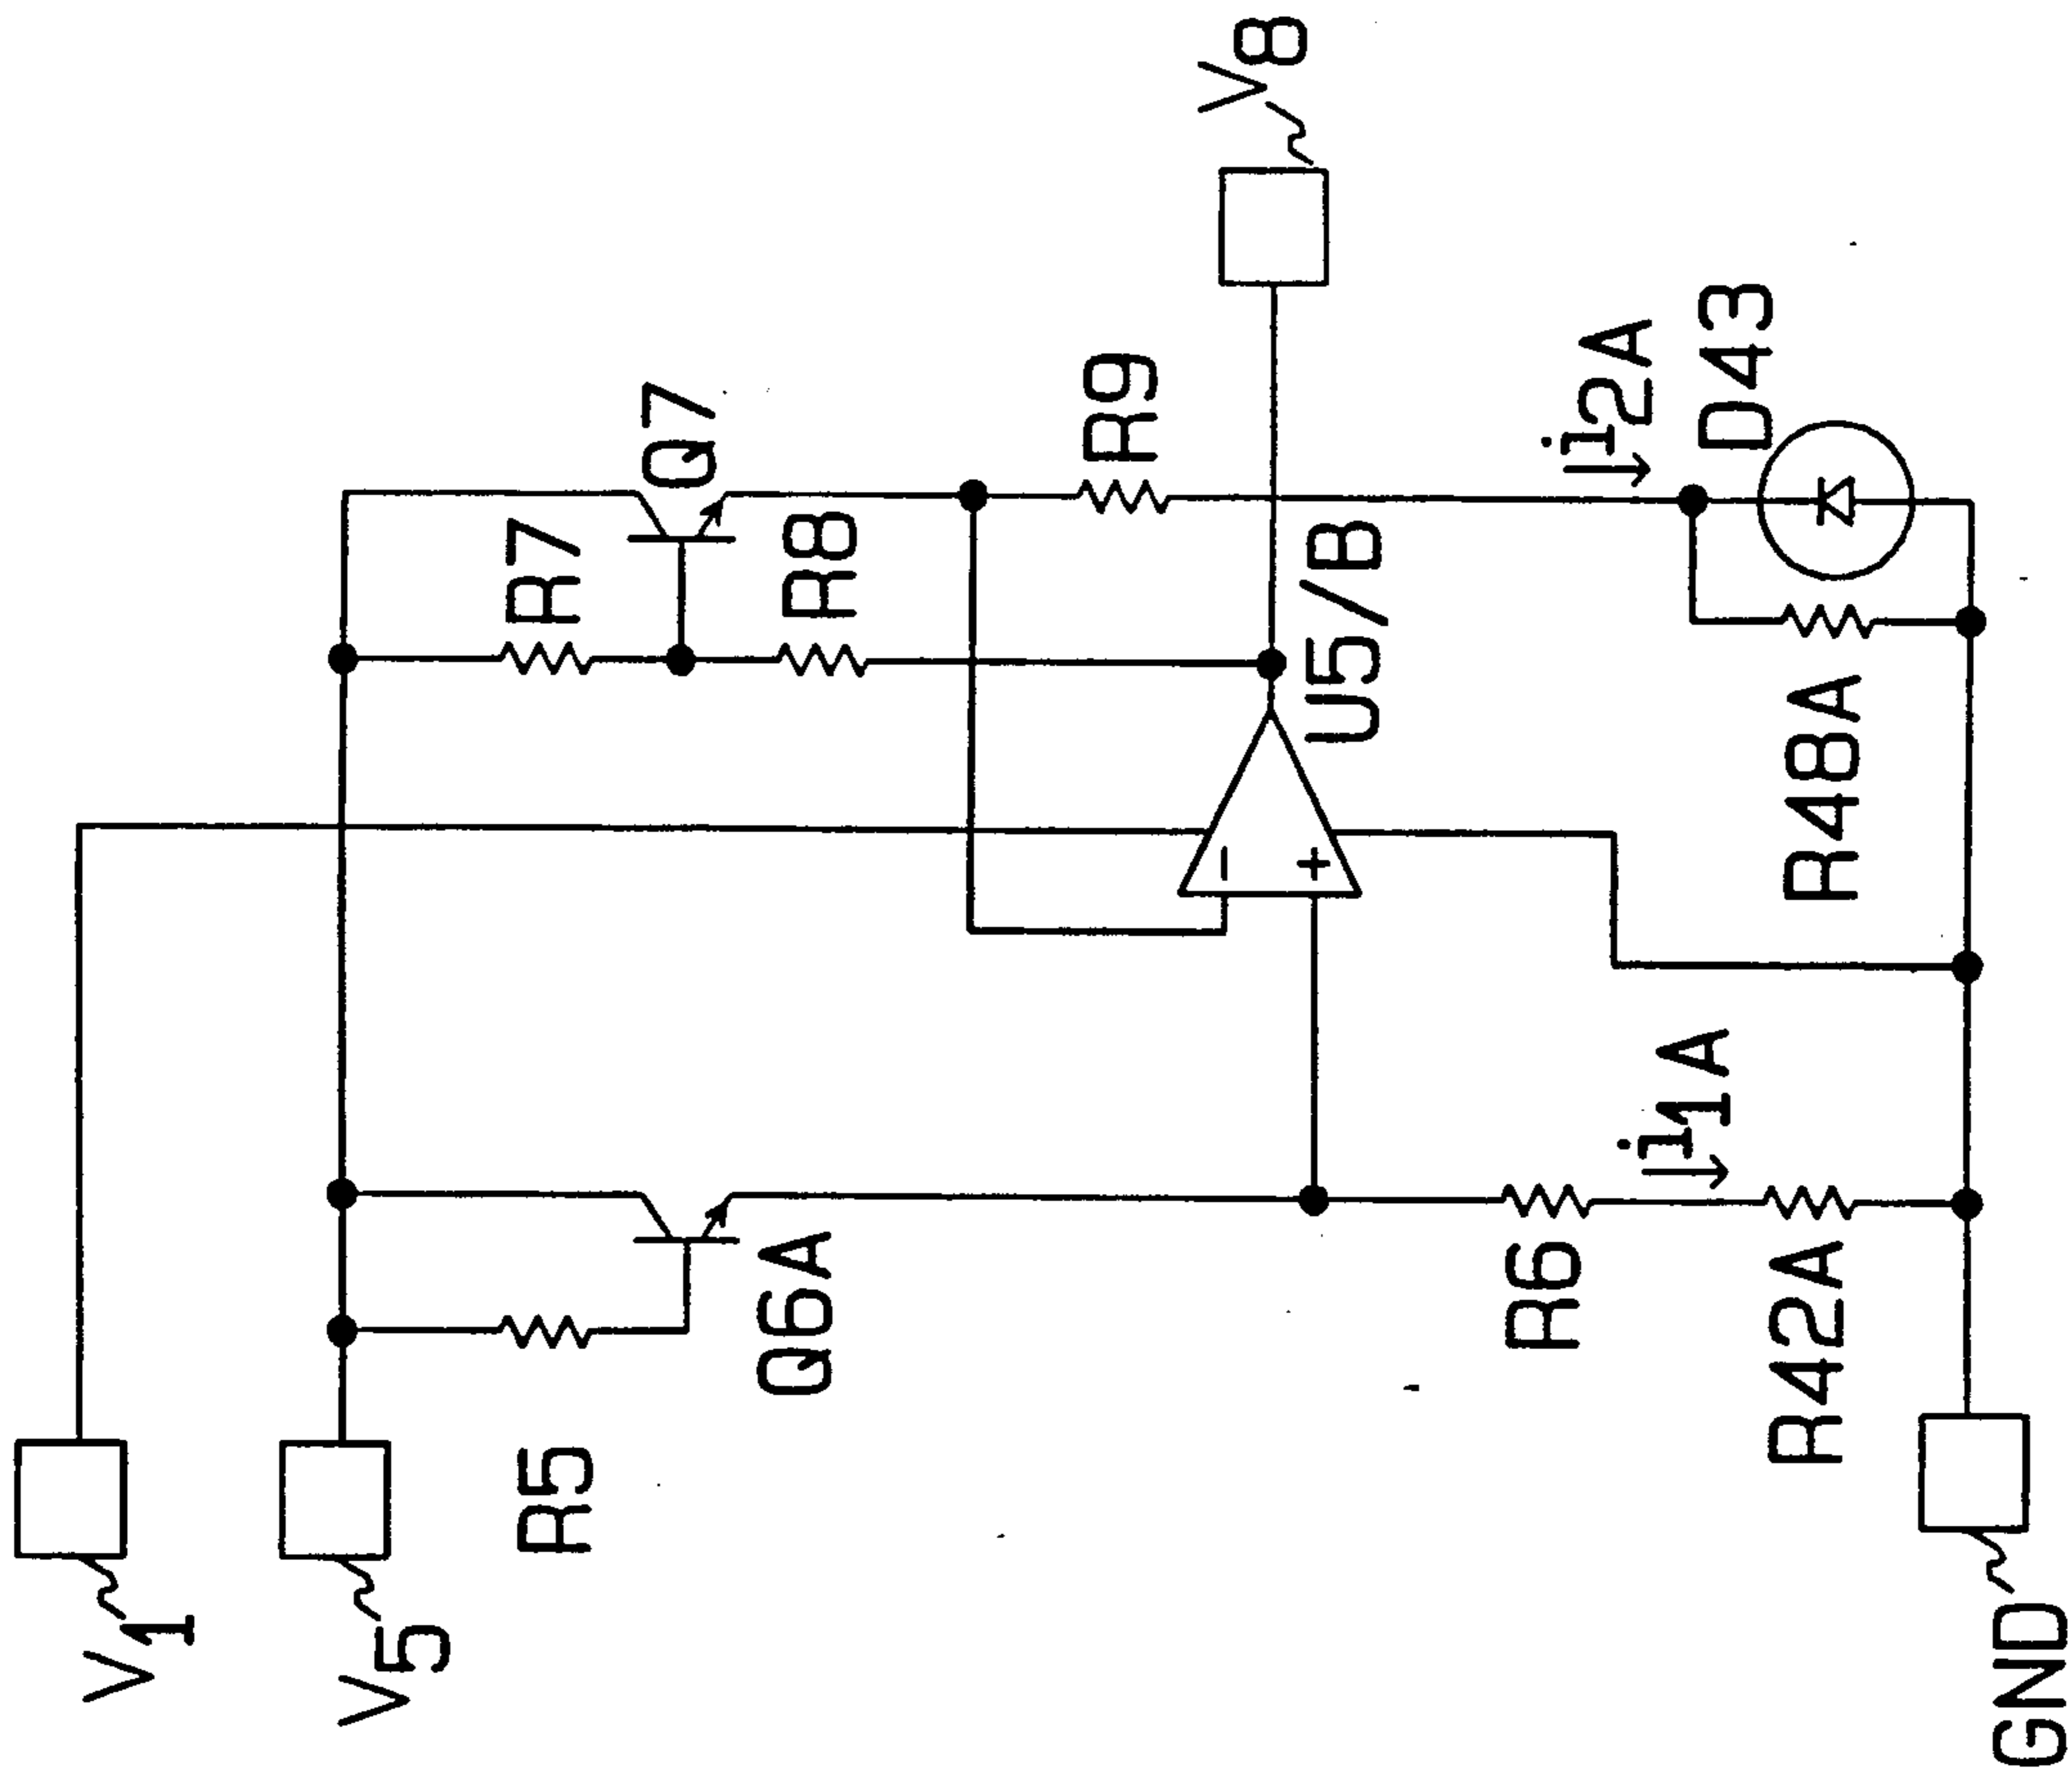 V1
V5
R5
Q6A
R7
Q7
R8
R9
V8
−
+
U5/B
R6
i1A
R42A
i2A
D43
R48A
GND